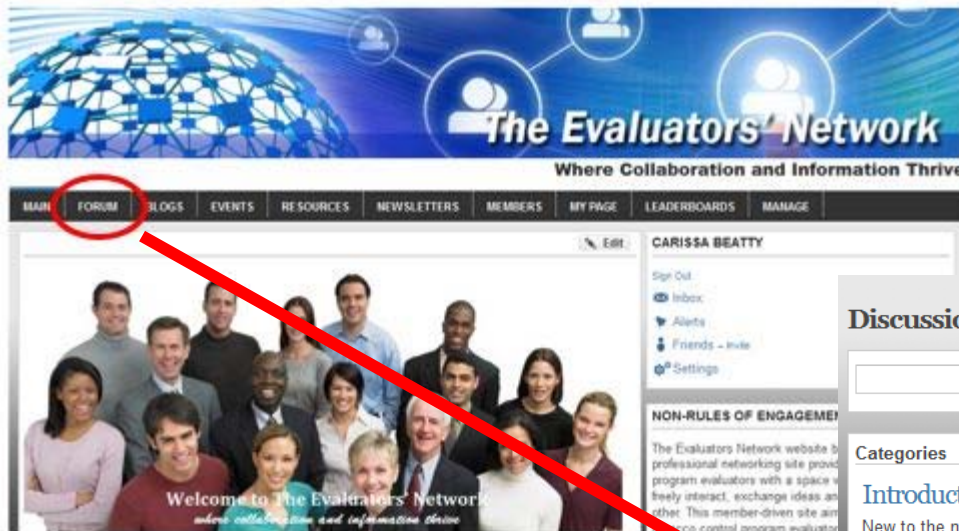 The Evaluators' Network
Where Collaboration and Information Thrive
MAIN FORUM BLOGS EVENTS RESOURCES NEWSLETTERS MEMBERS MY PAGE LEADERBOARDS MANAGE
Edit
Welcome to The Evaluators' Network
where collaboration and information thrive
CARISSA BEATTY
Sign Out
Inbox
Alerts
Friends – Invite
Settings
NON-RULES OF ENGAGEMEN
The Evaluators Network website b
professional networking site provid
program evaluators with a space w
freely interact, exchange ideas an
other. This member-driven site aim
control program evaluator
Discussio
Categories
Introduct
New to the n